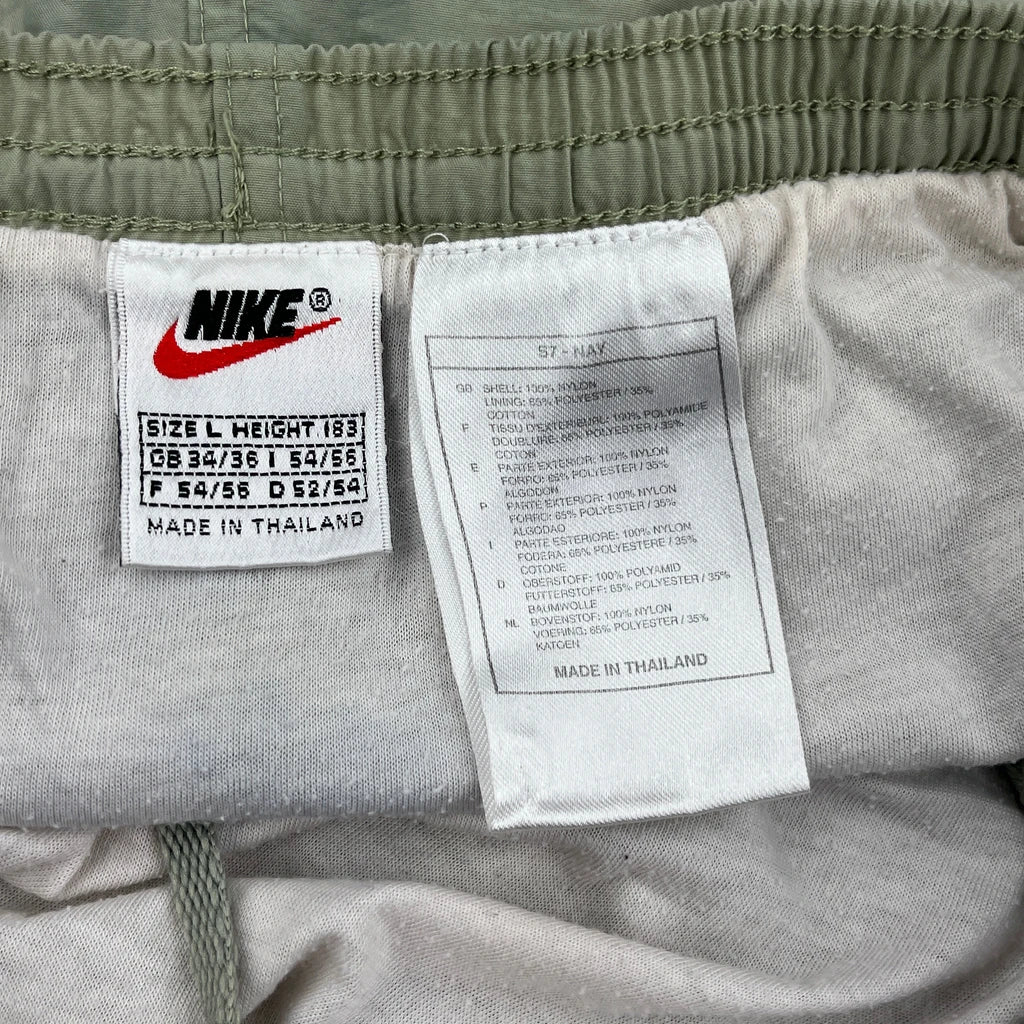 NIKE®
SIZE L HEIGHT 183
GB 34/36 I 54/56
F 54/56 D 52/54
MADE IN THAILAND
S7 - NAY
GB SHELL: 100% NYLON
LINING: 65% POLYESTER / 35%
COTTON
F TISSU D'EXTERIEUR: 100% POLYAMIDE
DOUBLURE: 65% POLYESTER / 35%
COTON
E PARTE EXTERIOR: 100% NYLON
FORRO: 65% POLYESTER / 35%
ALGODON
P PARTE EXTERIOR: 100% NYLON
FORRO: 65% POLYESTER / 35%
ALGODAO
I PARTE ESTERIORE: 100% NYLON
FODERA: 65% POLYESTERE / 35%
COTONE
D OBERSTOFF: 100% POLYAMID
FUTTERSTOFF: 65% POLYESTER / 35%
BAUMWOLLE
NL BOVENSTOF: 100% NYLON
VOERING: 65% POLYESTER / 35%
KATOEN
MADE IN THAILAND